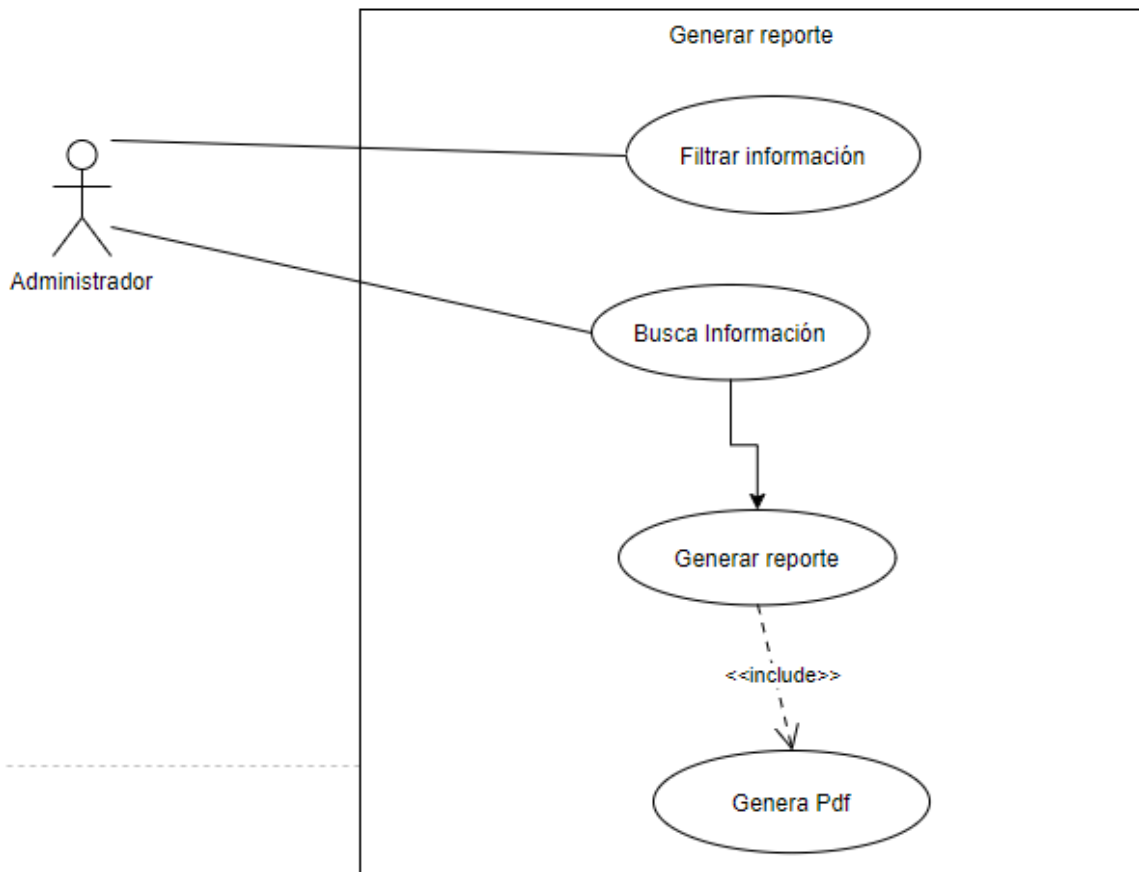 Generar reporte
Filtrar información
Administrador
Busca Información
Generar reporte
<<include>>
Genera Pdf